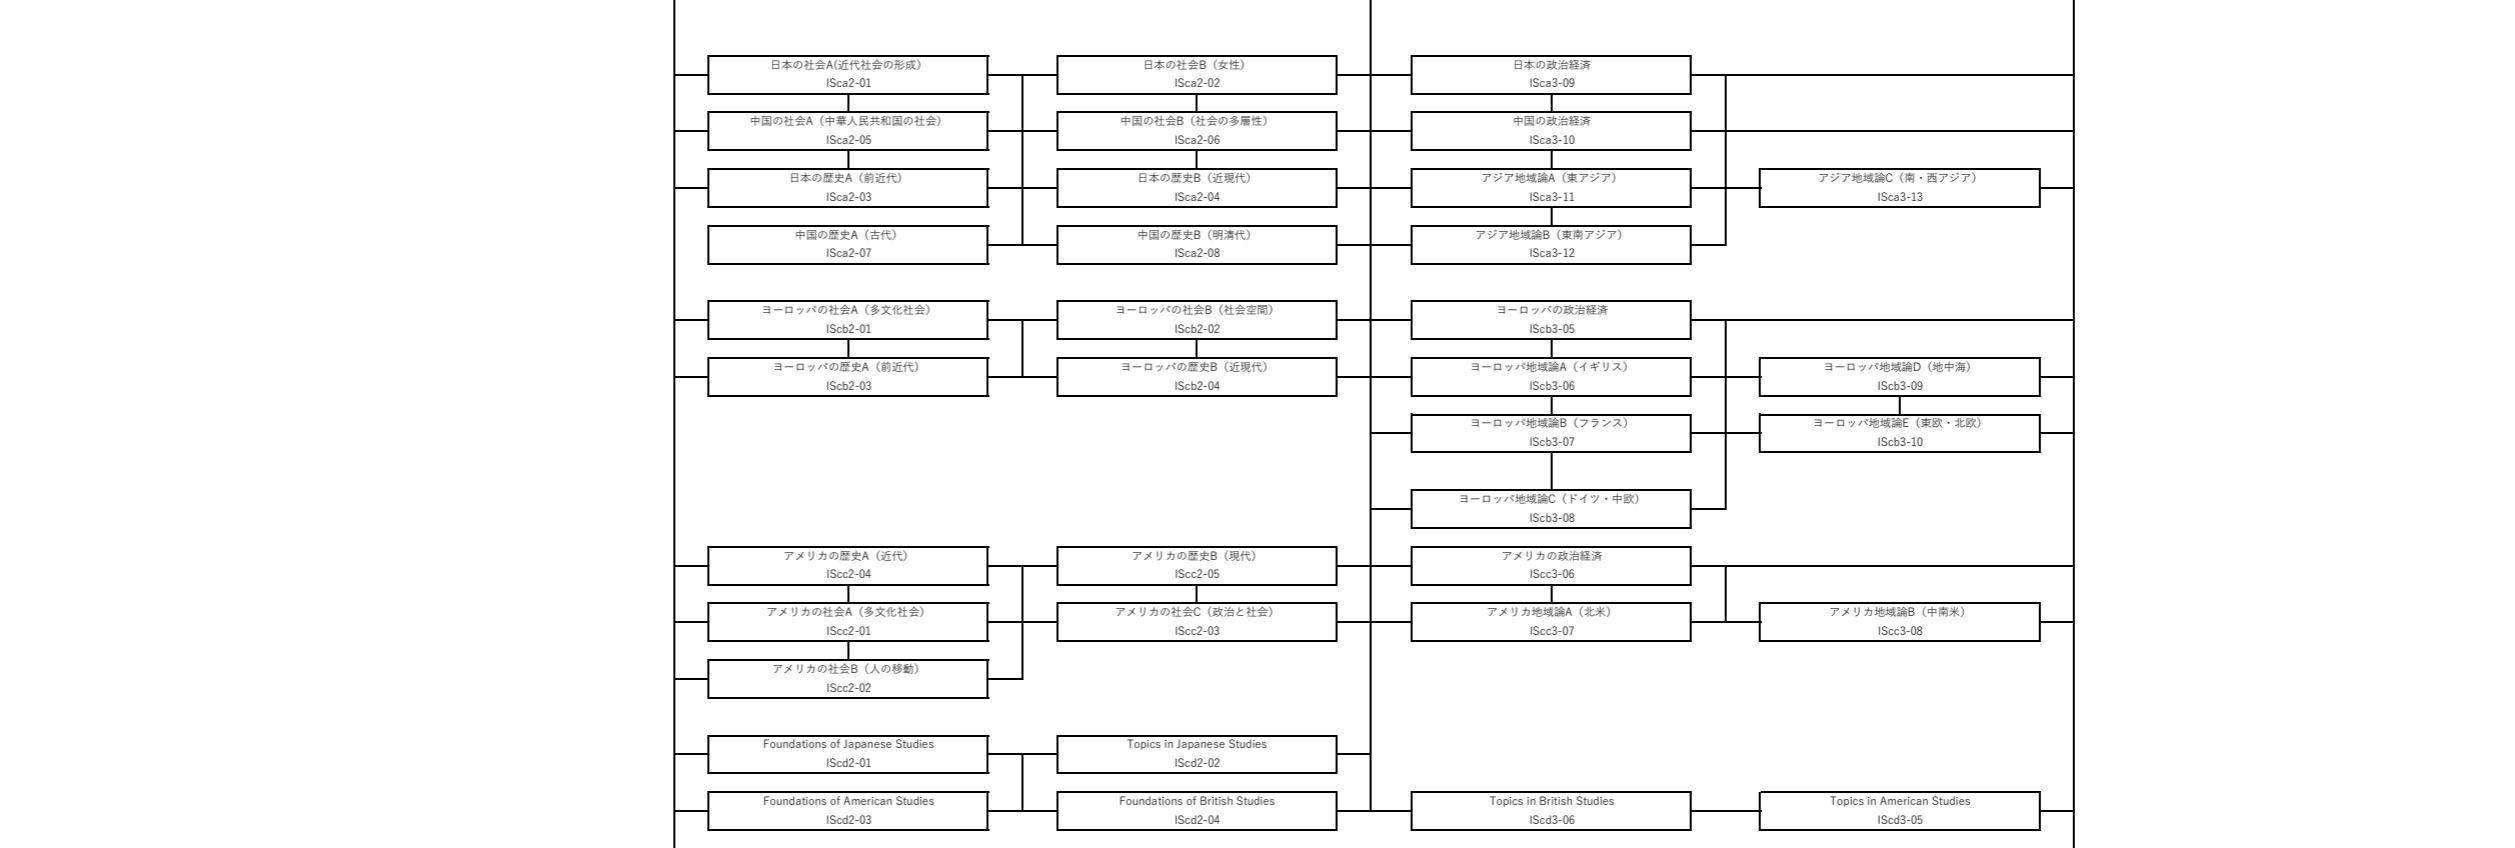 日本の社会A(近代社会の形成)
ISca2-01
日本の社会B（女性）
ISca2-02
日本の政治経済
ISca3-09
中国の社会A（中華人民共和国の社会）
ISca2-05
中国の社会B（社会の多層性）
ISca2-06
中国の政治経済
ISca3-10
日本の歴史A（前近代）
ISca2-03
日本の歴史B（近現代）
ISca2-04
アジア地域論A（東アジア）
ISca3-11
アジア地域論C（南・西アジア）
ISca3-13
中国の歴史A（古代）
ISca2-07
中国の歴史B（明清代）
ISca2-08
アジア地域論B（東南アジア）
ISca3-12
ヨーロッパの社会A（多文化社会）
IScb2-01
ヨーロッパの社会B（社会空間）
IScb2-02
ヨーロッパの政治経済
IScb3-05
ヨーロッパの歴史A（前近代）
IScb2-03
ヨーロッパの歴史B（近現代）
IScb2-04
ヨーロッパ地域論A（イギリス）
IScb3-06
ヨーロッパ地域論D（地中海）
IScb3-09
ヨーロッパ地域論B（フランス）
IScb3-07
ヨーロッパ地域論E（東欧・北欧）
IScb3-10
ヨーロッパ地域論C（ドイツ・中欧）
IScb3-08
アメリカの歴史A（近代）
IScc2-04
アメリカの歴史B（現代）
IScc2-05
アメリカの政治経済
IScc3-06
アメリカの社会A（多文化社会）
IScc2-01
アメリカの社会C（政治と社会）
IScc2-03
アメリカ地域論A（北米）
IScc3-07
アメリカ地域論B（中南米）
IScc3-08
アメリカの社会B（人の移動）
IScc2-02
Foundations of Japanese Studies
IScd2-01
Topics in Japanese Studies
IScd2-02
Foundations of American Studies
IScd2-03
Foundations of British Studies
IScd2-04
Topics in British Studies
IScd3-06
Topics in American Studies
IScd3-05